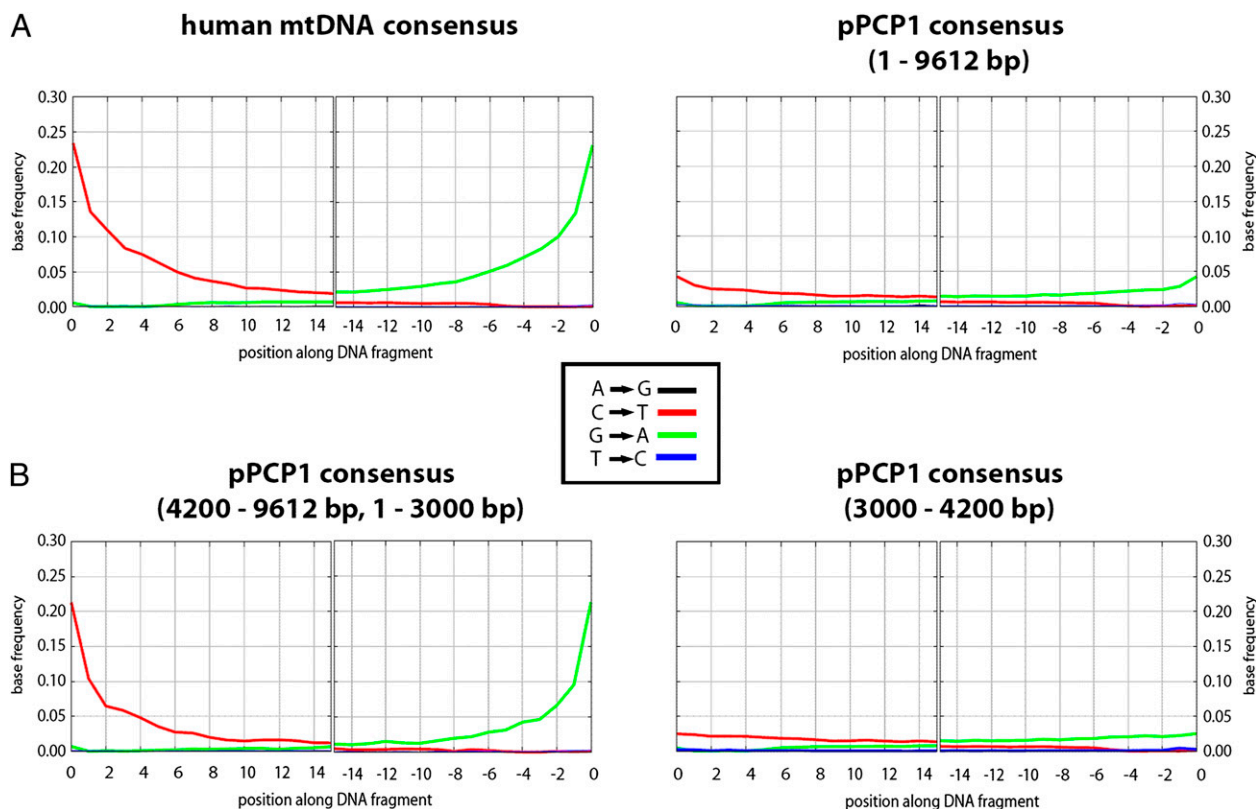 A
human mtDNA consensus
pPCP1 consensus
(1 - 9612 bp)
0.30
0.25
0.20
0.15
0.10
0.05
0.00
base frequency
0 2 4 6 8 10 12 14 -14 -12 -10 -8 -6 -4 -2 0
position along DNA fragment
0.30
0.25
0.20
0.15
0.10
0.05
0.00
base frequency
0 2 4 6 8 10 12 14 -14 -12 -10 -8 -6 -4 -2 0
position along DNA fragment
A → G
C → T
G → A
T → C
B
pPCP1 consensus
(4200 - 9612 bp, 1 - 3000 bp)
pPCP1 consensus
(3000 - 4200 bp)
0.30
0.25
0.20
0.15
0.10
0.05
0.00
base frequency
0 2 4 6 8 10 12 14 -14 -12 -10 -8 -6 -4 -2 0
position along DNA fragment
0.30
0.25
0.20
0.15
0.10
0.05
0.00
base frequency
0 2 4 6 8 10 12 14 -14 -12 -10 -8 -6 -4 -2 0
position along DNA fragment